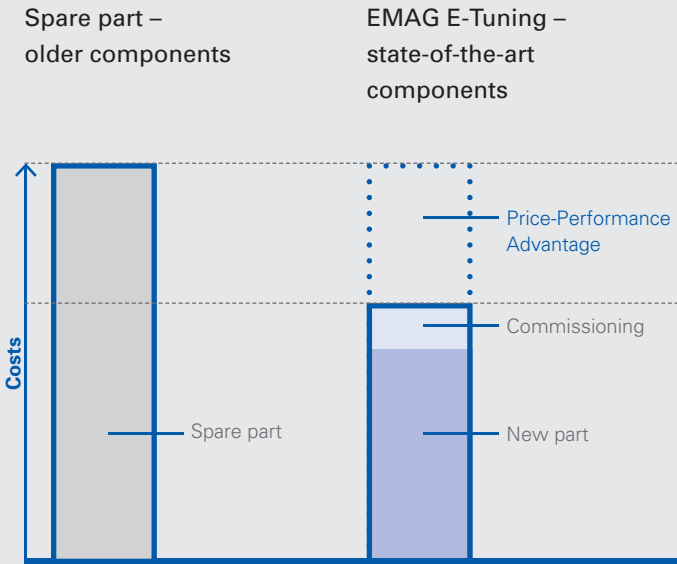 Spare part –
older components
EMAG E-Tuning –
state-of-the-art
components
Price-Performance
Advantage
Commissioning
Costs
Spare part
New part